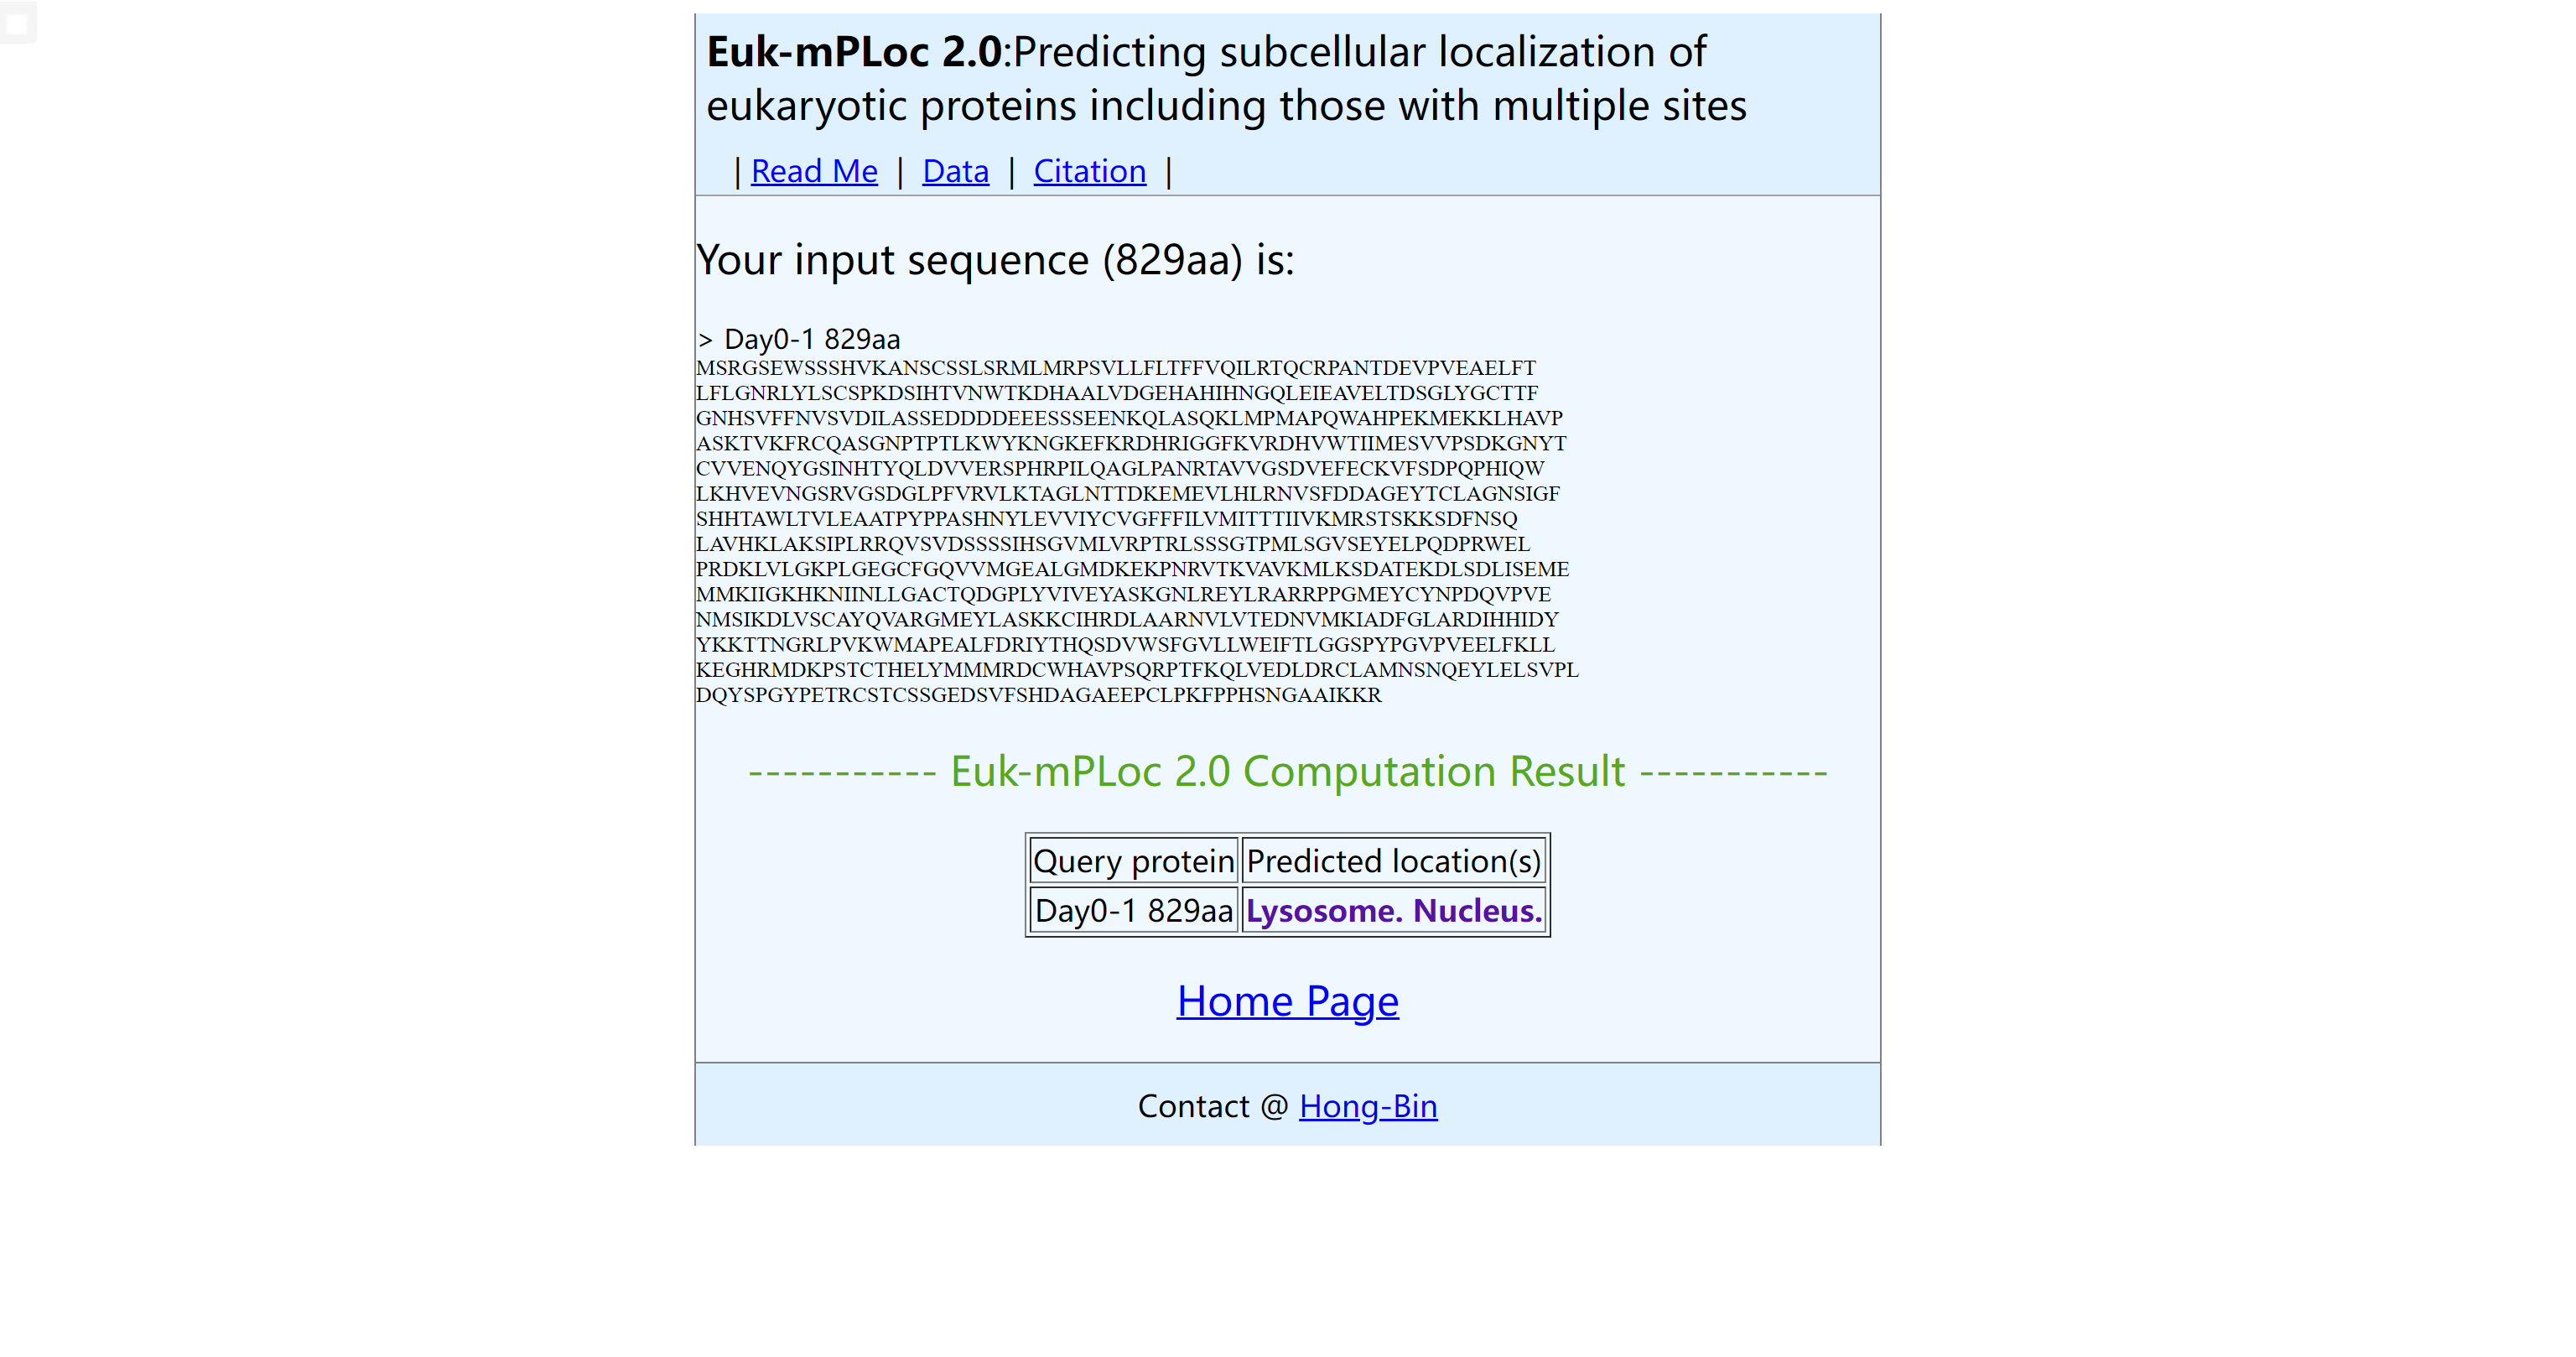 Euk-mPLoc 2.0:Predicting subcellular localization of
eukaryotic proteins including those with multiple sites
| Read Me | Data | Citation |
Your input sequence (829aa) is:
> Day0-1 829aa
MSRGSEWSSSHVKANSCSSLSRMLMRPSVLLFLTFFVQILRTQCRPANTDEVPVEAELFT
LFLGNRLYLSCSPKDSIHTVNWTKDHAALVDGEHAHIHNGQLEIEAVELTDSGLYGCTTF
GNHSVFFNVSVDILASSEDDDDEEESSSEENKQLASQKLMPMAPQWAHPEKMEKKLHAVP
ASKTVKFRCQASGNPTPTLKWYKNGKEFKRDHRIGGFKVRDHVWTIIMESVVPSDKGNYT
CVVENQYGSINHTYQLDVVERSPHRPILQAGLPANRTAVVGSDVEFECKVFSDPQPHIQW
LKHVEVNGSRVGSDGLPFVRVLKTAGLNTTDKEMEVLHLRNVSFDDAGEYTCLAGNSIGF
SHHTAWLTVLEAATPYPPASHNYLEVVIYCVGFFFILVMITTTIIVKMRSTSKKSDFNSQ
LAVHKLAKSIPLRRQVSVDSSSSIHSGVMLVRPTRLSSSGTPMLSGVSEYELPQDPRWEL
PRDKLVLGKPLGEGCFGQVVMGEALGMDKEKPNRVTKVAVKMLKSDATEKDLSDLISEME
MMKIIGKHKNIINLLGACTQDGPLYVIVEYASKGNLREYLRARRPPGMEYCYNPDQVPVE
NMSIKDLVSCAYQVARGMEYLASKKCIHRDLAARNVLVTEDNVMKIADFGLARDIHHIDY
YKKTTNGRLPVKWMAPEALFDRIYTHQSDVWSFGVLLWEIFTLGGSPYPGVPVEELFKLL
KEGHRMDKPSTCTHELYMMMRDCWHAVPSQRPTFKQLVEDLDRCLAMNSNQEYLELSVPL
DQYSPGYPETRCSTCSSGEDSVFSHDAGAEEPCLPKFPPHSNGAAIKKR
----------- Euk-mPLoc 2.0 Computation Result -----------
Query protein Predicted location(s)
Day0-1 829aa Lysosome. Nucleus.
Home Page
Contact @ Hong-Bin